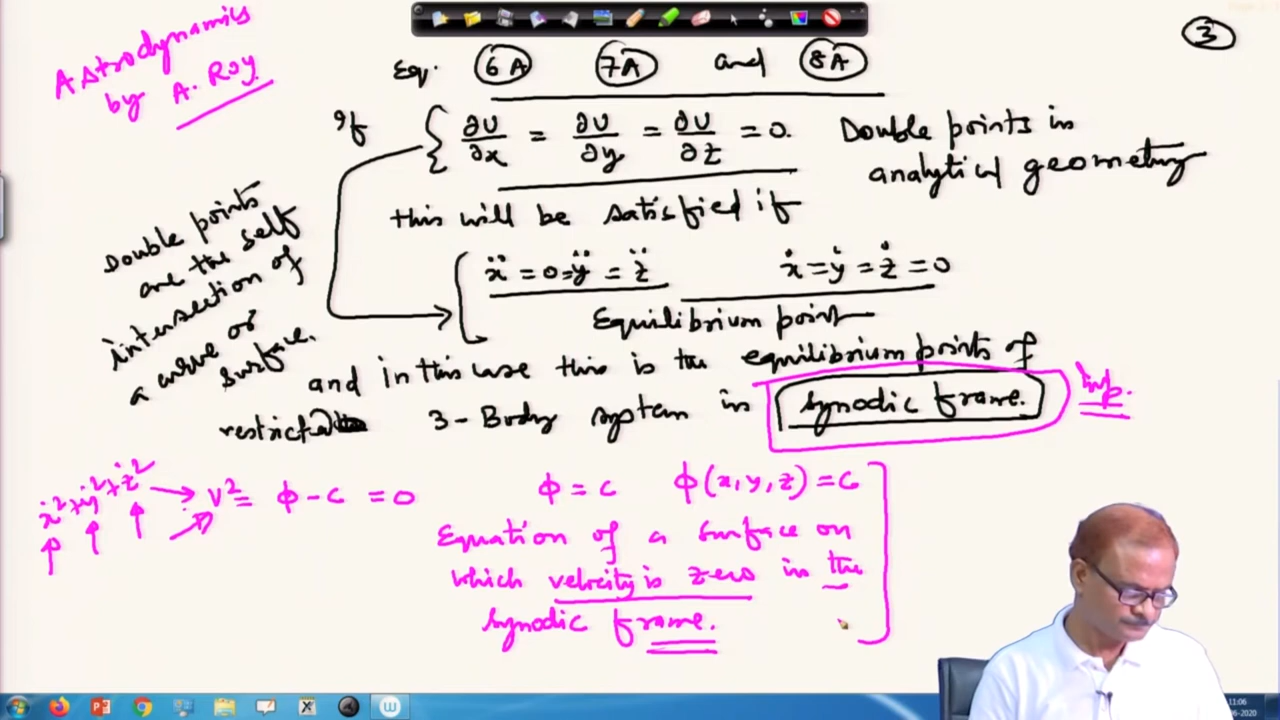 3
Astrodynamics
by A. Roy
Eq. 6A 7A and 8A
If { ∂U/∂x = ∂U/∂y = ∂U/∂z = 0. Double points in
analytical geometry
this will be satisfied if
ẍ = 0 = ÿ = z̈ ẋ = ẏ = ż = 0
Equilibrium point
Double points
are the self
intersection of
a curve or
surface.
and in this case this is the equilibrium points of
restricted 3-Body system in synodic frame. Imp.
ẋ²+ẏ²+ż² → V² = ϕ - c = 0
ϕ = c ϕ(x, y, z) = c
Equation of a surface on
which velocity is zero in the
synodic frame.
11:06